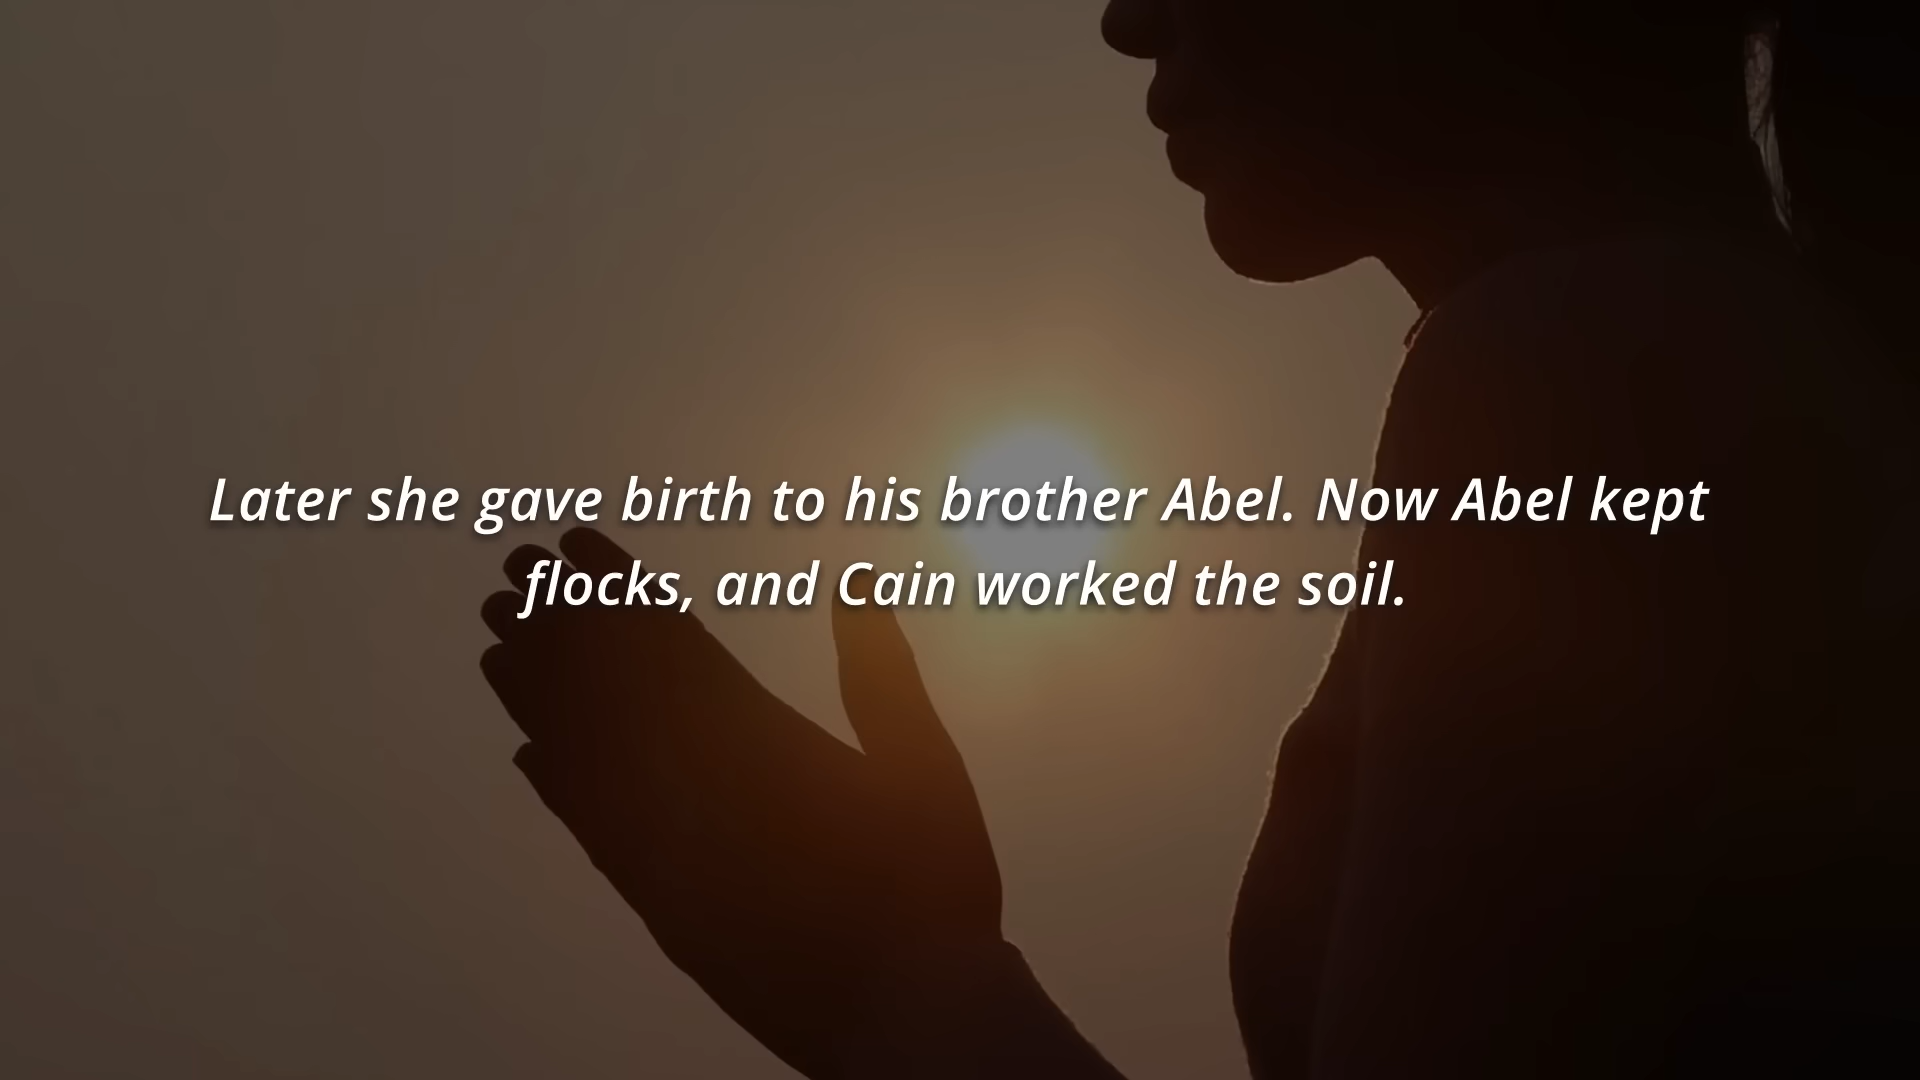 Later she gave birth to his brother Abel. Now Abel kept
flocks, and Cain worked the soil.